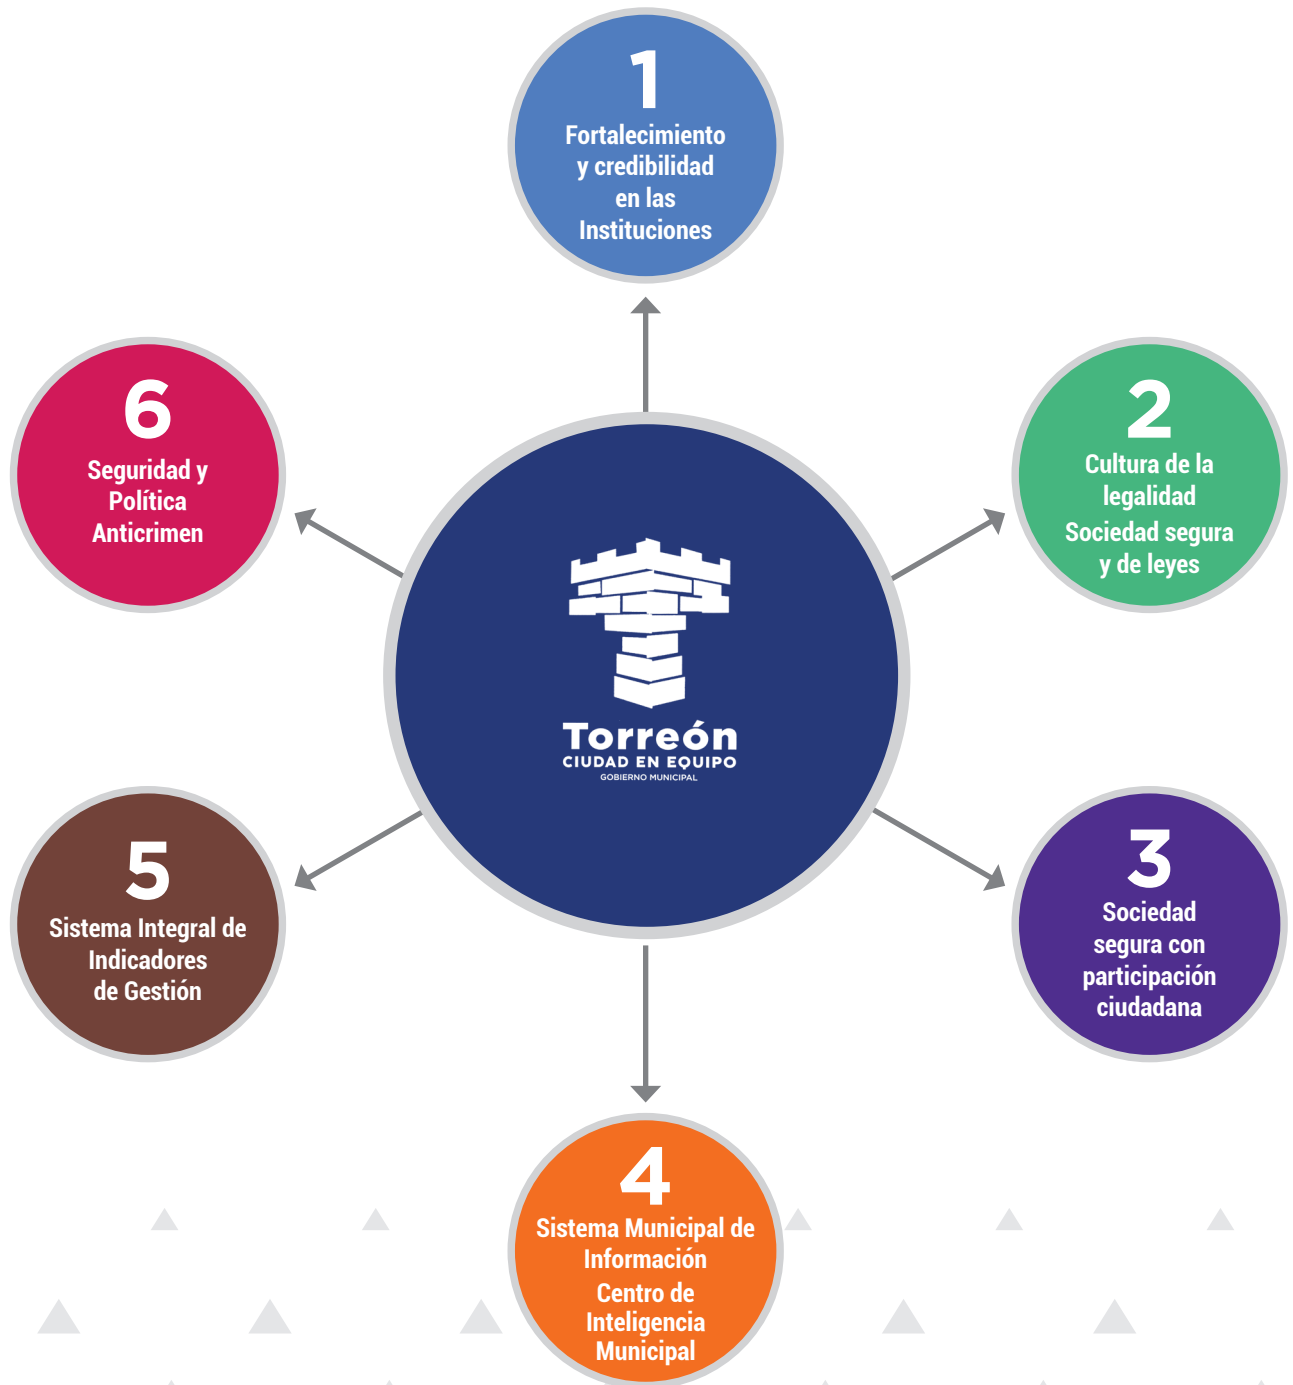 1
Fortalecimiento
y credibilidad
en las
Instituciones
6
Seguridad y
Política
Anticrimen
2
Cultura de la
legalidad
Sociedad segura
y de leyes
Torreón
CIUDAD EN EQUIPO
GOBIERNO MUNICIPAL
5
Sistema Integral de
Indicadores
de Gestión
3
Sociedad
segura con
participación
ciudadana
4
Sistema Municipal de
Información
Centro de
Inteligencia
Municipal